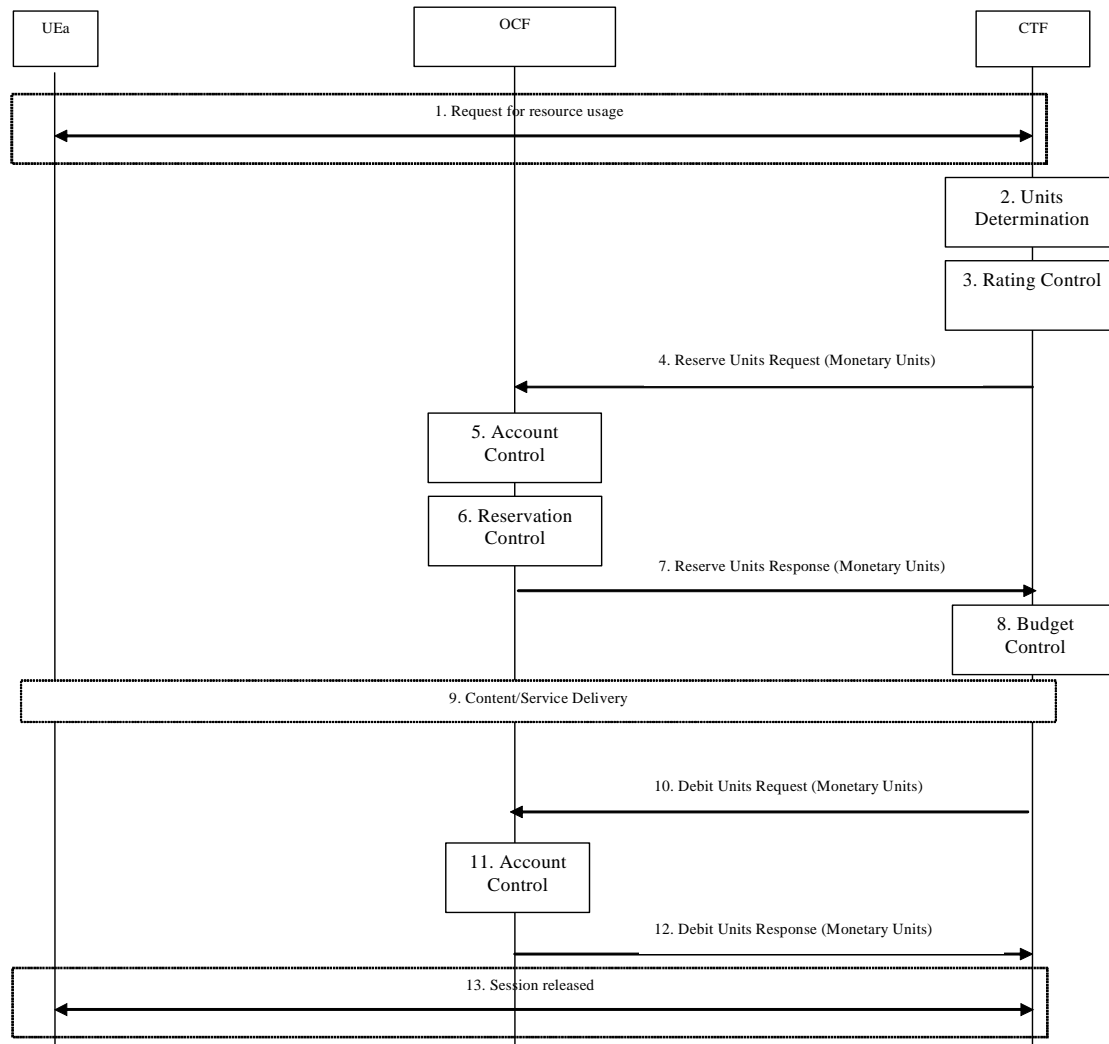 UEa
OCF
CTF
1. Request for resource usage
2. Units
Determination
3. Rating Control
4. Reserve Units Request (Monetary Units)
5. Account
Control
6. Reservation
Control
7. Reserve Units Response (Monetary Units)
8. Budget
Control
9. Content/Service Delivery
10. Debit Units Request (Monetary Units)
11. Account
Control
12. Debit Units Response (Monetary Units)
13. Session released